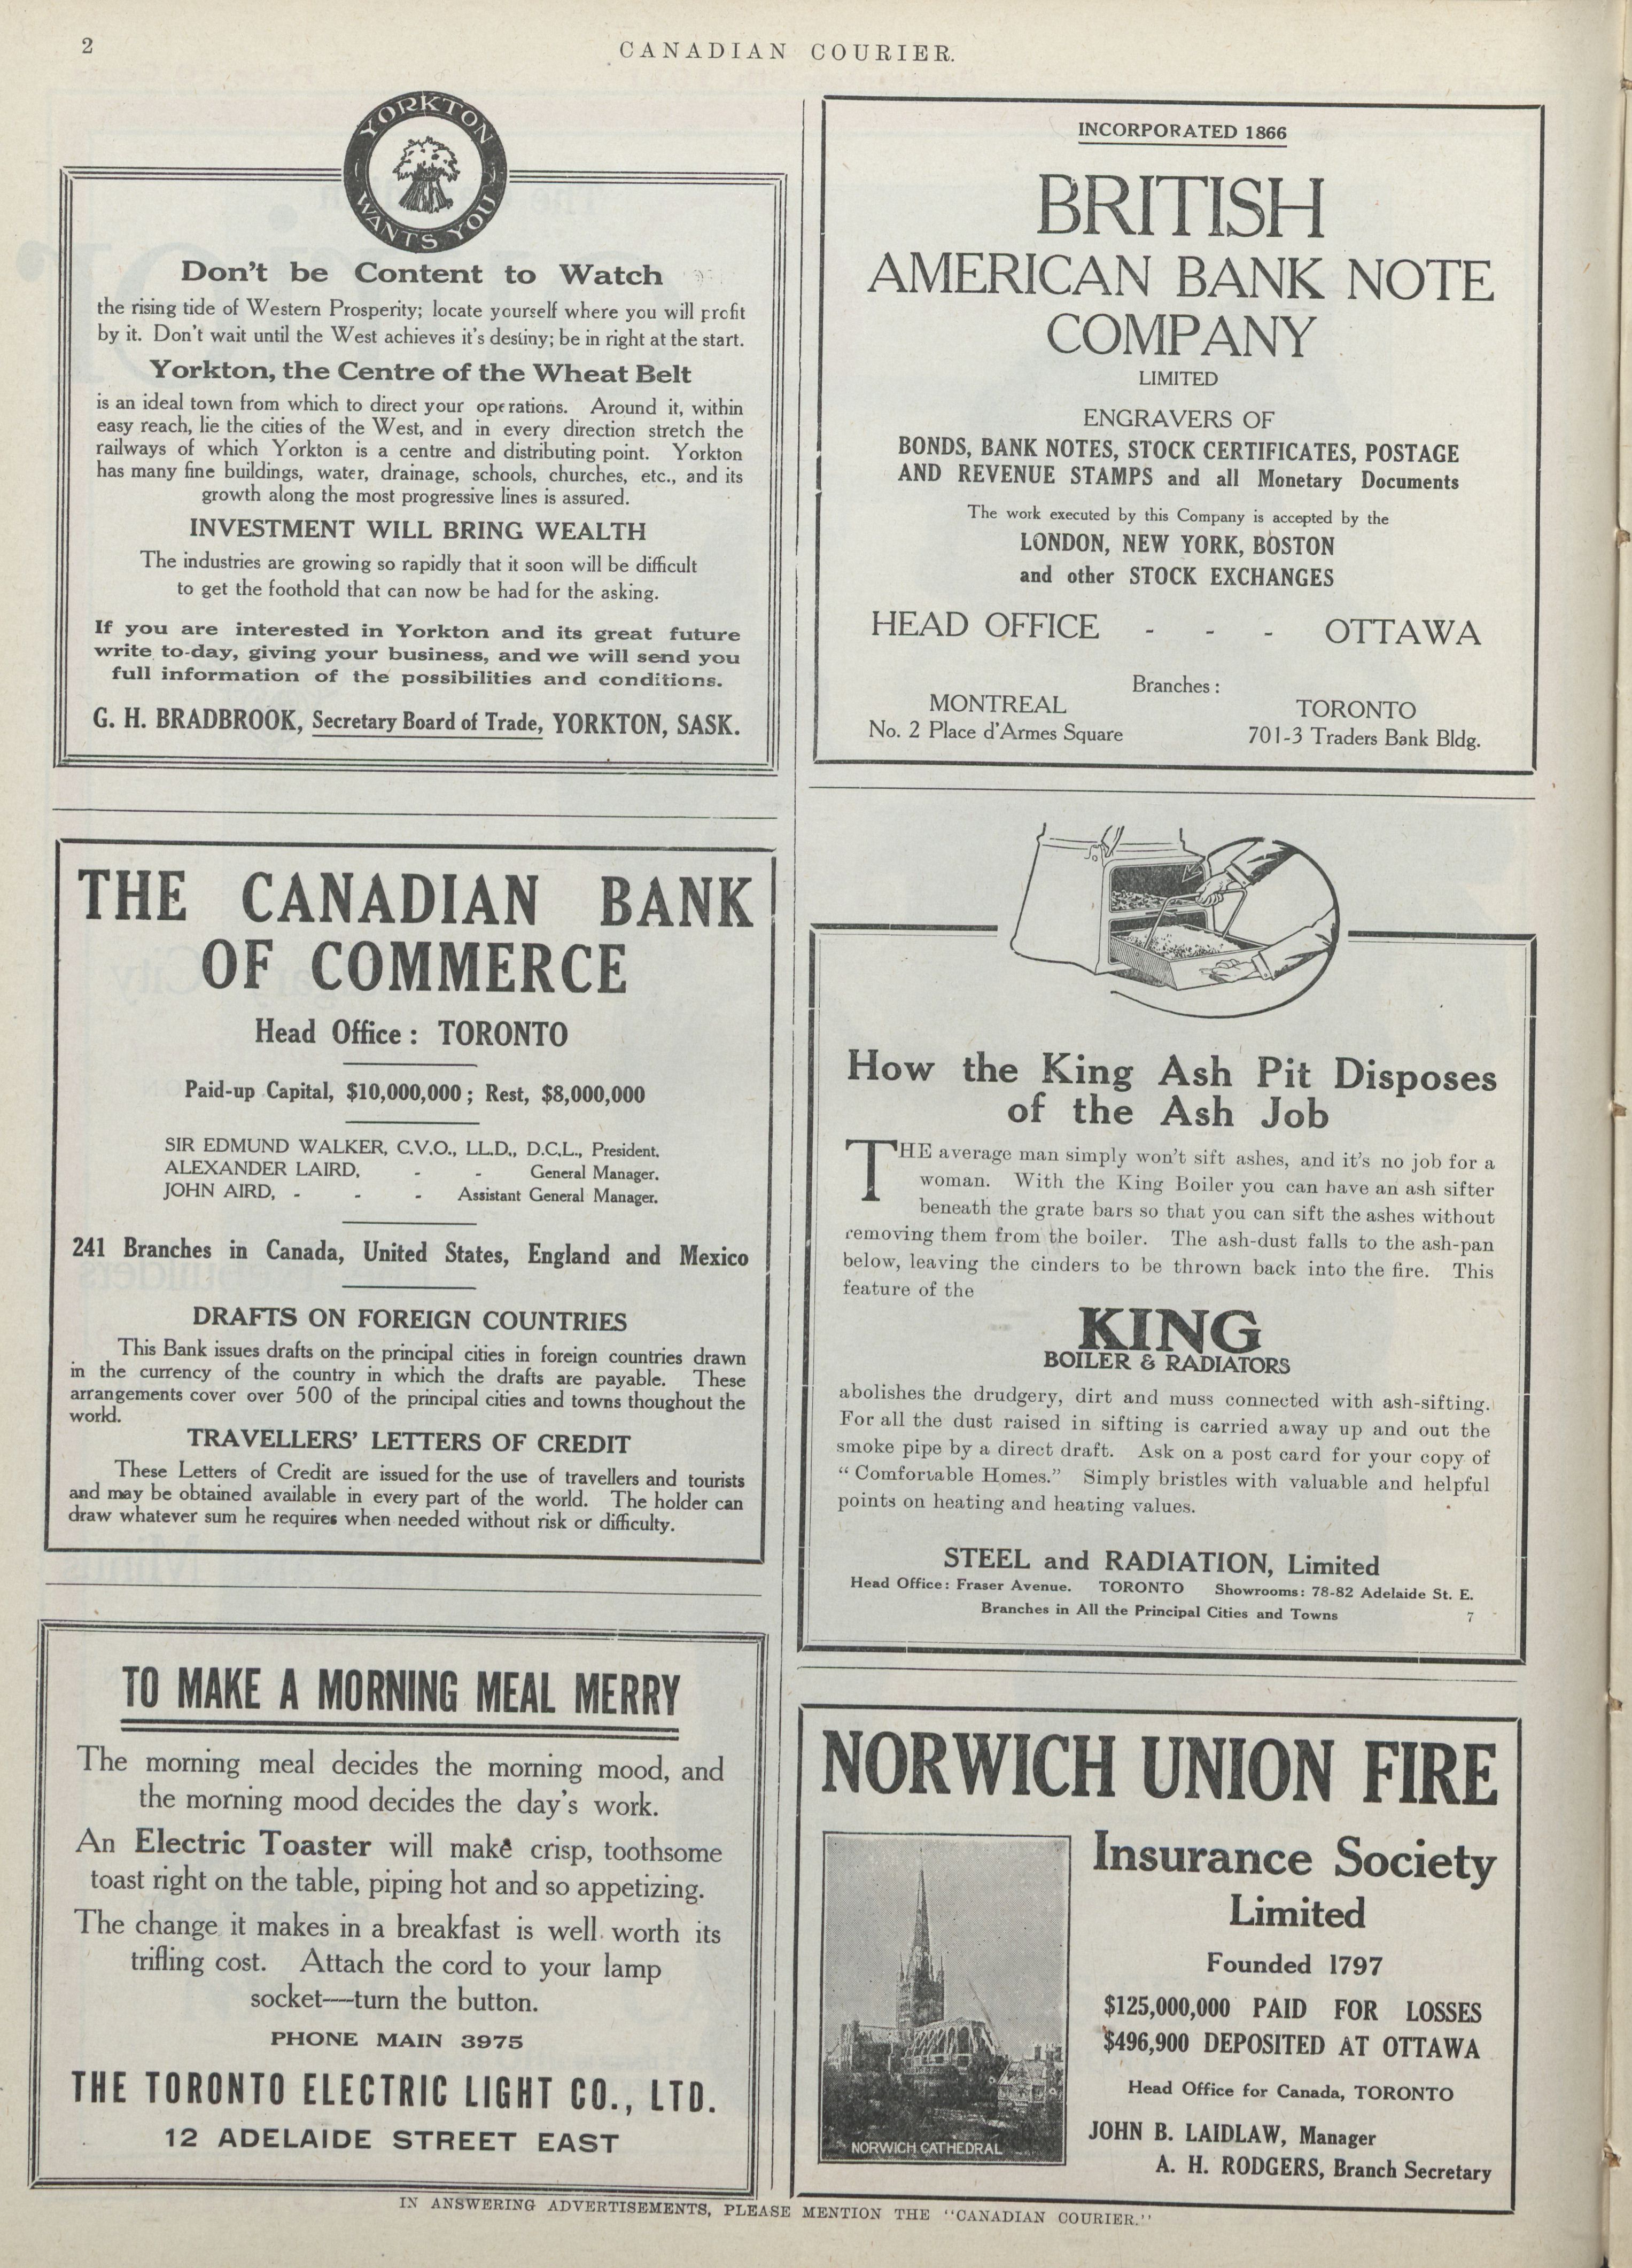 2
CANADIAN COURIER.
YORKTON
WANTS YOU
Don't be Content to Watch
the rising tide of Western Prosperity; locate yourself where you will profit
by it. Don't wait until the West achieves it's destiny; be in right at the start.
Yorkton, the Centre of the Wheat Belt
is an ideal town from which to direct your operations. Around it, within
easy reach, lie the cities of the West, and in every direction stretch the
railways of which Yorkton is a centre and distributing point. Yorkton
has many fine buildings, water, drainage, schools, churches, etc., and its
growth along the most progressive lines is assured.
INVESTMENT WILL BRING WEALTH
The industries are growing so rapidly that it soon will be difficult
to get the foothold that can now be had for the asking.
If you are interested in Yorkton and its great future
write to-day, giving your business, and we will send you
full information of the possibilities and conditions.
G. H. BRADBROOK, Secretary Board of Trade, YORKTON, SASK.
THE CANADIAN BANK
OF COMMERCE
Head Office : TORONTO
Paid-up Capital, $10,000,000 ; Rest, $8,000,000
SIR EDMUND WALKER, C.V.O., LL.D., D.C.L., President.
ALEXANDER LAIRD, - - General Manager.
JOHN AIRD, - - - Assistant General Manager.
241 Branches in Canada, United States, England and Mexico
DRAFTS ON FOREIGN COUNTRIES
This Bank issues drafts on the principal cities in foreign countries drawn
in the currency of the country in which the drafts are payable. These
arrangements cover over 500 of the principal cities and towns thoughout the
world.
TRAVELLERS' LETTERS OF CREDIT
These Letters of Credit are issued for the use of travellers and tourists
and may be obtained available in every part of the world. The holder can
draw whatever sum he requires when needed without risk or difficulty.
TO MAKE A MORNING MEAL MERRY
The morning meal decides the morning mood, and
the morning mood decides the day's work.
An Electric Toaster will make crisp, toothsome
toast right on the table, piping hot and so appetizing.
The change it makes in a breakfast is well worth its
trifling cost. Attach the cord to your lamp
socket—turn the button.
PHONE MAIN 3975
THE TORONTO ELECTRIC LIGHT CO., LTD.
12 ADELAIDE STREET EAST
INCORPORATED 1866
BRITISH
AMERICAN BANK NOTE
COMPANY
LIMITED
ENGRAVERS OF
BONDS, BANK NOTES, STOCK CERTIFICATES, POSTAGE
AND REVENUE STAMPS and all Monetary Documents
The work executed by this Company is accepted by the
LONDON, NEW YORK, BOSTON
and other STOCK EXCHANGES
HEAD OFFICE - - - OTTAWA
Branches :
MONTREAL
No. 2 Place d'Armes Square
TORONTO
701-3 Traders Bank Bldg.
How the King Ash Pit Disposes
of the Ash Job
THE average man simply won't sift ashes, and it's no job for a
woman. With the King Boiler you can have an ash sifter
beneath the grate bars so that you can sift the ashes without
removing them from the boiler. The ash-dust falls to the ash-pan
below, leaving the cinders to be thrown back into the fire. This
feature of the
KING
BOILER & RADIATORS
abolishes the drudgery, dirt and muss connected with ash-sifting.
For all the dust raised in sifting is carried away up and out the
smoke pipe by a direct draft. Ask on a post card for your copy of
"Comfortable Homes." Simply bristles with valuable and helpful
points on heating and heating values.
STEEL and RADIATION, Limited
Head Office: Fraser Avenue. TORONTO Showrooms: 78-82 Adelaide St. E.
Branches in All the Principal Cities and Towns 7
NORWICH UNION FIRE
Insurance Society
Limited
Founded 1797
$125,000,000 PAID FOR LOSSES
$496,900 DEPOSITED AT OTTAWA
Head Office for Canada, TORONTO
JOHN B. LAIDLAW, Manager
A. H. RODGERS, Branch Secretary
NORWICH CATHEDRAL
IN ANSWERING ADVERTISEMENTS, PLEASE MENTION THE "CANADIAN COURIER."